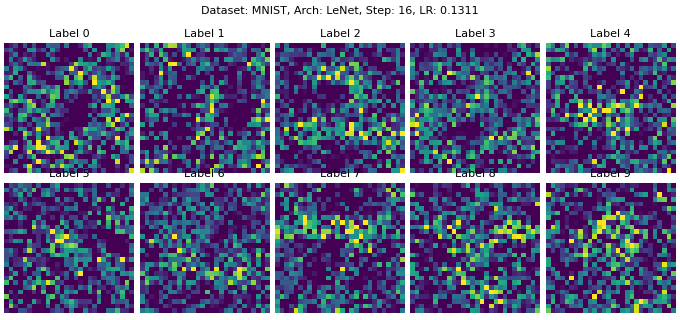 Dataset: MNIST, Arch: LeNet, Step: 16, LR: 0.1311
Label 0 Label 1 Label 2 Label 3 Label 4
Label 5 Label 6 Label 7 Label 8 Label 9